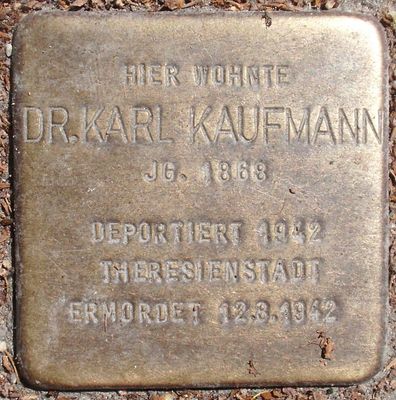 HIER WOHNTE
DR. KARL KAUFMANN
JG. 1868
DEPORTIERT 1942
THERESIENSTADT
ERMORDET 12.8.1942